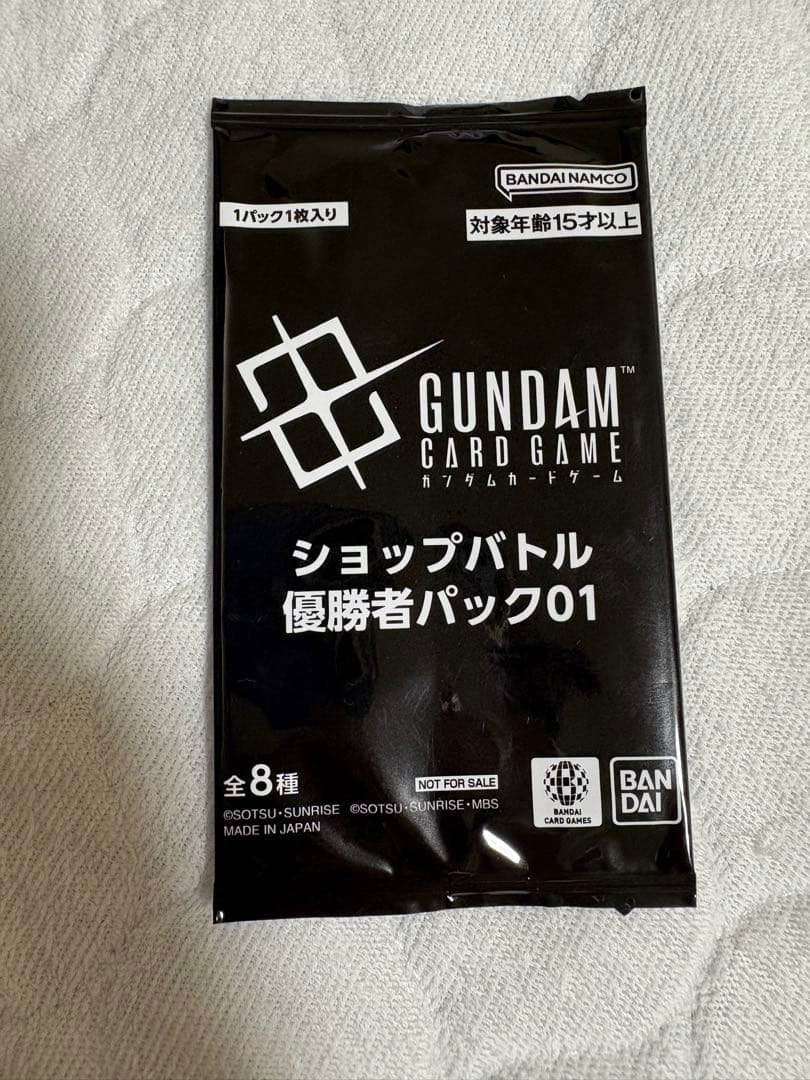 BANDAI NAMCO
1パック1枚入り
対象年齢15才以上
GUNDAM™
CARD GAME
ガンダムカードゲーム
ショップバトル
優勝者パック01
全8種
NOT FOR SALE
©SOTSU・SUNRISE ©SOTSU・SUNRISE・MBS
MADE IN JAPAN
BANDAI
CARD GAMES
BAN
DAI